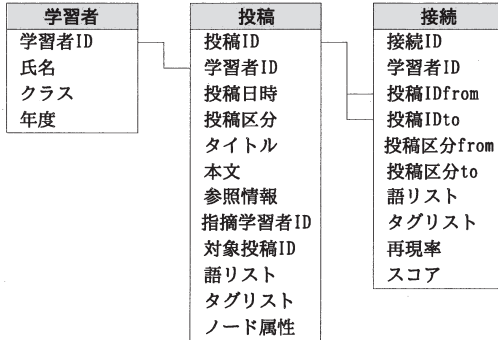 学習者
学習者ID
氏名
クラス
年度
投稿
投稿ID
学習者ID
投稿日時
投稿区分
タイトル
本文
参照情報
指摘学習者ID
対象投稿ID
語リスト
タグリスト
ノード属性
接続
接続ID
学習者ID
投稿IDfrom
投稿IDto
投稿区分from
投稿区分to
語リスト
タグリスト
再現率
スコア